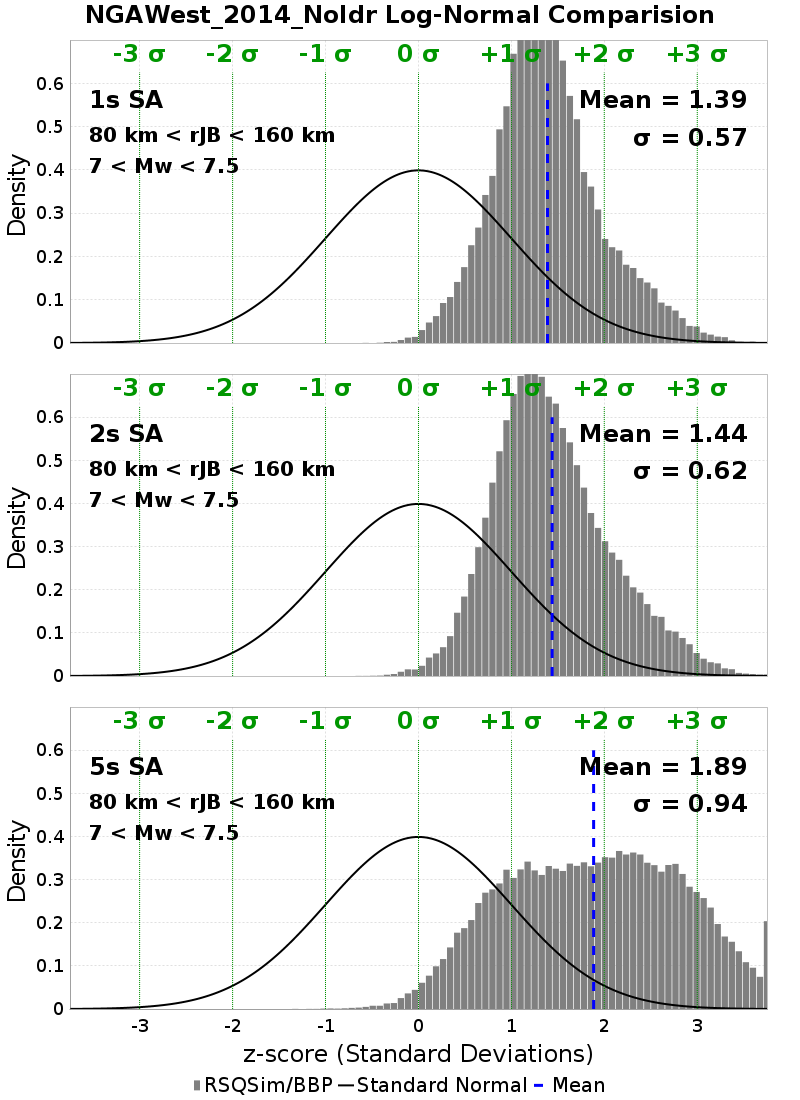 NGAWest_2014_NoIdr Log-Normal Comparision
-3 σ -2 σ -1 σ 0 σ +1 σ +2 σ +3 σ
1s SA
Mean = 1.39
80 km < rJB < 160 km
σ = 0.57
7 < Mw < 7.5
Density
0.6
0.5
0.4
0.3
0.2
0.1
0
-3 σ -2 σ -1 σ 0 σ +1 σ +2 σ +3 σ
2s SA
Mean = 1.44
80 km < rJB < 160 km
σ = 0.62
7 < Mw < 7.5
Density
0.6
0.5
0.4
0.3
0.2
0.1
0
-3 σ -2 σ -1 σ 0 σ +1 σ +2 σ +3 σ
5s SA
Mean = 1.89
80 km < rJB < 160 km
σ = 0.94
7 < Mw < 7.5
Density
0.6
0.5
0.4
0.3
0.2
0.1
0
-3 -2 -1 0 1 2 3
z-score (Standard Deviations)
RSQSim/BBP Standard Normal Mean